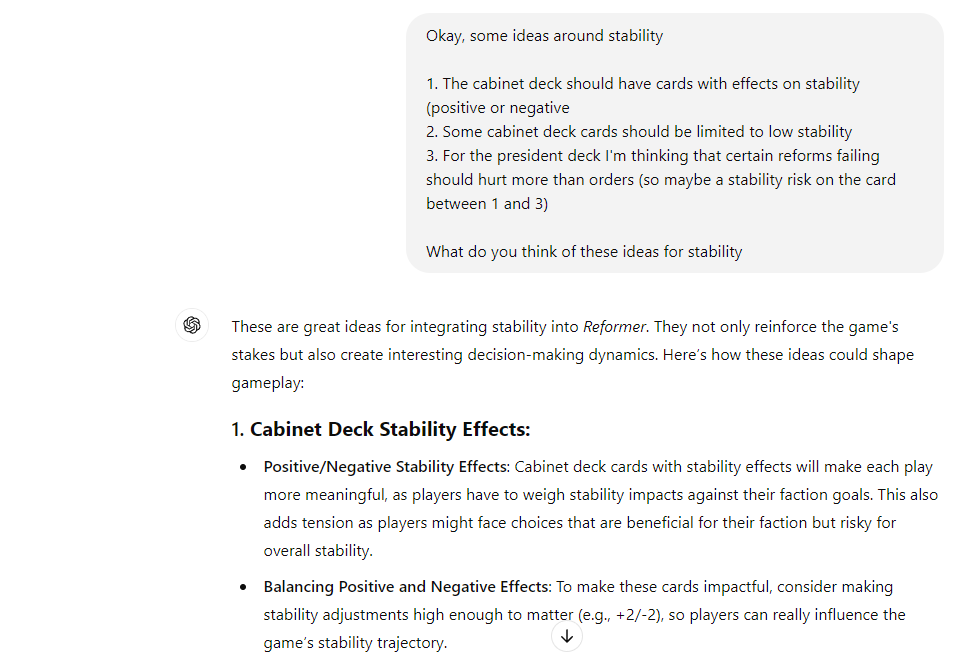 Okay, some ideas around stability
1. The cabinet deck should have cards with effects on stability
(positive or negative
2. Some cabinet deck cards should be limited to low stability
3. For the president deck I'm thinking that certain reforms failing
should hurt more than orders (so maybe a stability risk on the card
between 1 and 3)
What do you think of these ideas for stability
These are great ideas for integrating stability into Reformer. They not only reinforce the game's
stakes but also create interesting decision-making dynamics. Here's how these ideas could shape
gameplay:
1. Cabinet Deck Stability Effects:
• Positive/Negative Stability Effects: Cabinet deck cards with stability effects will make each play
more meaningful, as players have to weigh stability impacts against their faction goals. This also
adds tension as players might face choices that are beneficial for their faction but risky for
overall stability.
• Balancing Positive and Negative Effects: To make these cards impactful, consider making
stability adjustments high enough to matter (e.g., +2/-2), so players can really influence the
game's stability trajectory.